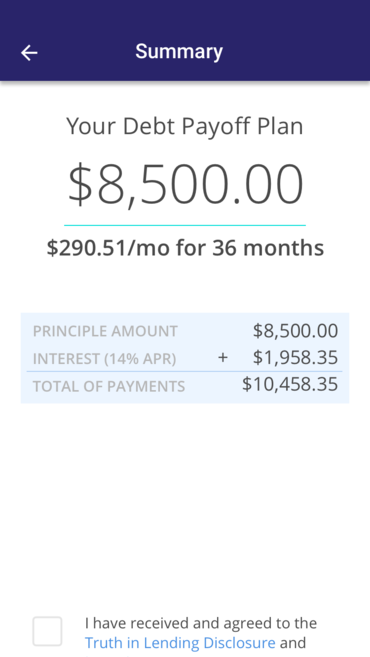 Summary
Your Debt Payoff Plan
$8,500.00
$290.51/mo for 36 months
PRINCIPLE AMOUNT $8,500.00
INTEREST (14% APR) + $1,958.35
TOTAL OF PAYMENTS $10,458.35
I have received and agreed to the
Truth in Lending Disclosure and